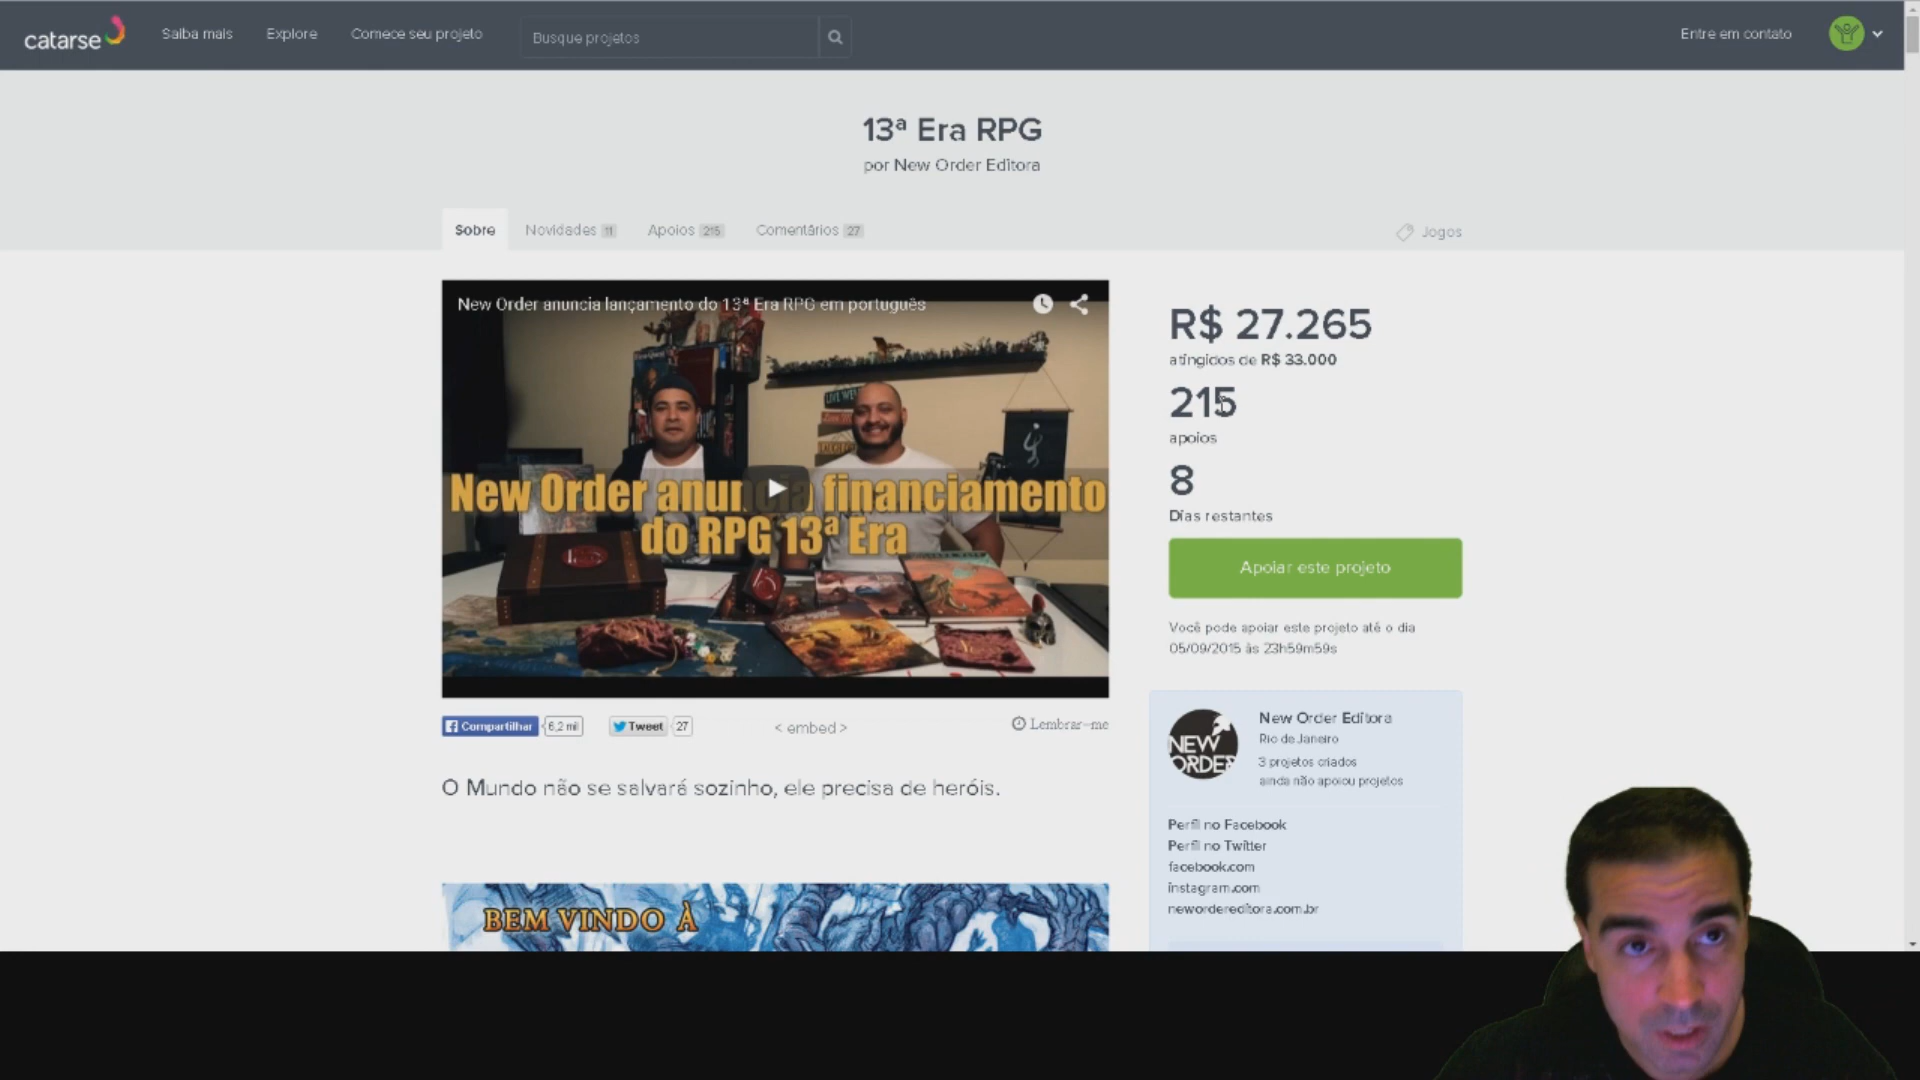 catarse
Saiba mais
Explore
Comece seu projeto
Busque projetos
Entre em contato
13ª Era RPG
por New Order Editora
Sobre
Novidades 11
Apoios 215
Comentários 27
Jogos
New Order anuncia lançamento do 13ª Era RPG em português
LIVE WELL
New Order anuncia financiamento
do RPG 13ª Era
R$ 27.265
atingidos de R$ 33.000
215
apoios
8
Dias restantes
Apoiar este projeto
Você pode apoiar este projeto até o dia
05/09/2015 às 23h59m59s
Compartilhar 6,2 mil
Tweet 27
< embed >
Lembrar-me
O Mundo não se salvará sozinho, ele precisa de heróis.
BEM VINDO À
NEW
ORDER
New Order Editora
Rio de Janeiro
3 projetos criados
ainda não apoiou projetos
Perfil no Facebook
Perfil no Twitter
facebook.com
instagram.com
newordereditora.com.br